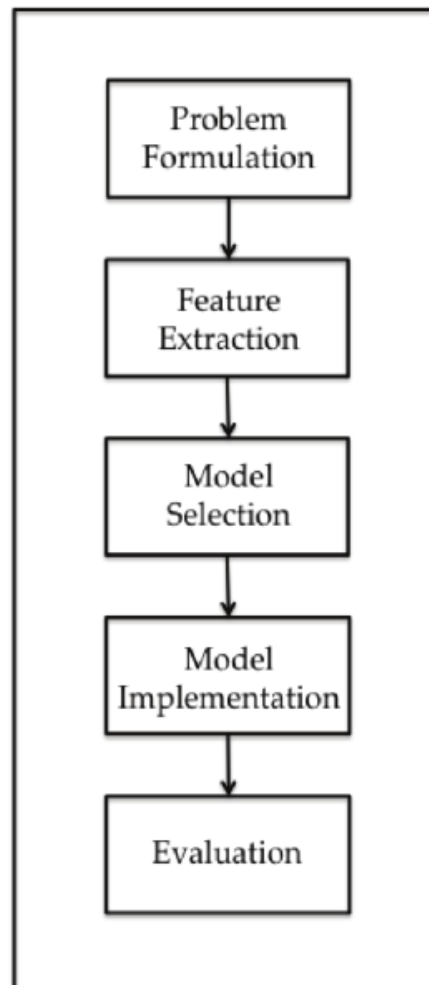 Problem
Formulation
Feature
Extraction
Model
Selection
Model
Implementation
Evaluation